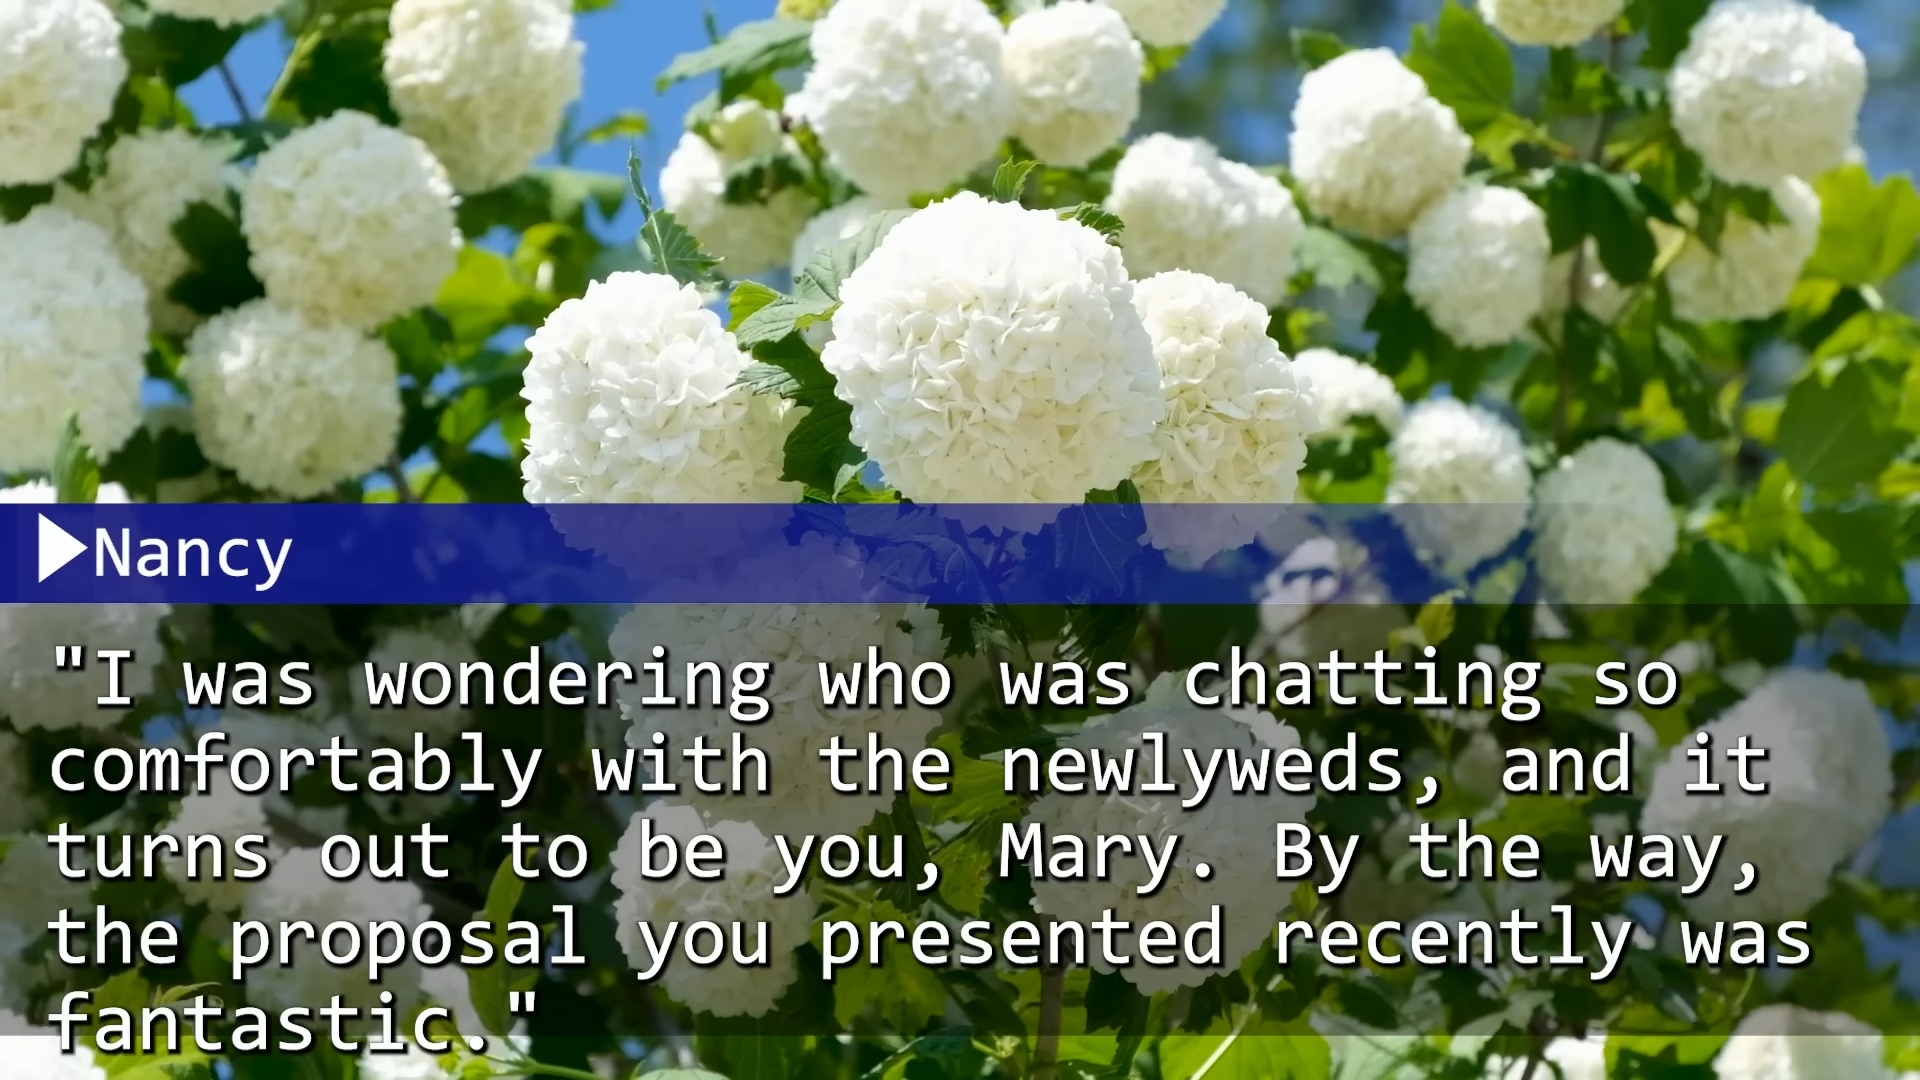 ▶Nancy
"I was wondering who was chatting so
comfortably with the newlyweds, and it
turns out to be you, Mary. By the way,
the proposal you presented recently was
fantastic."